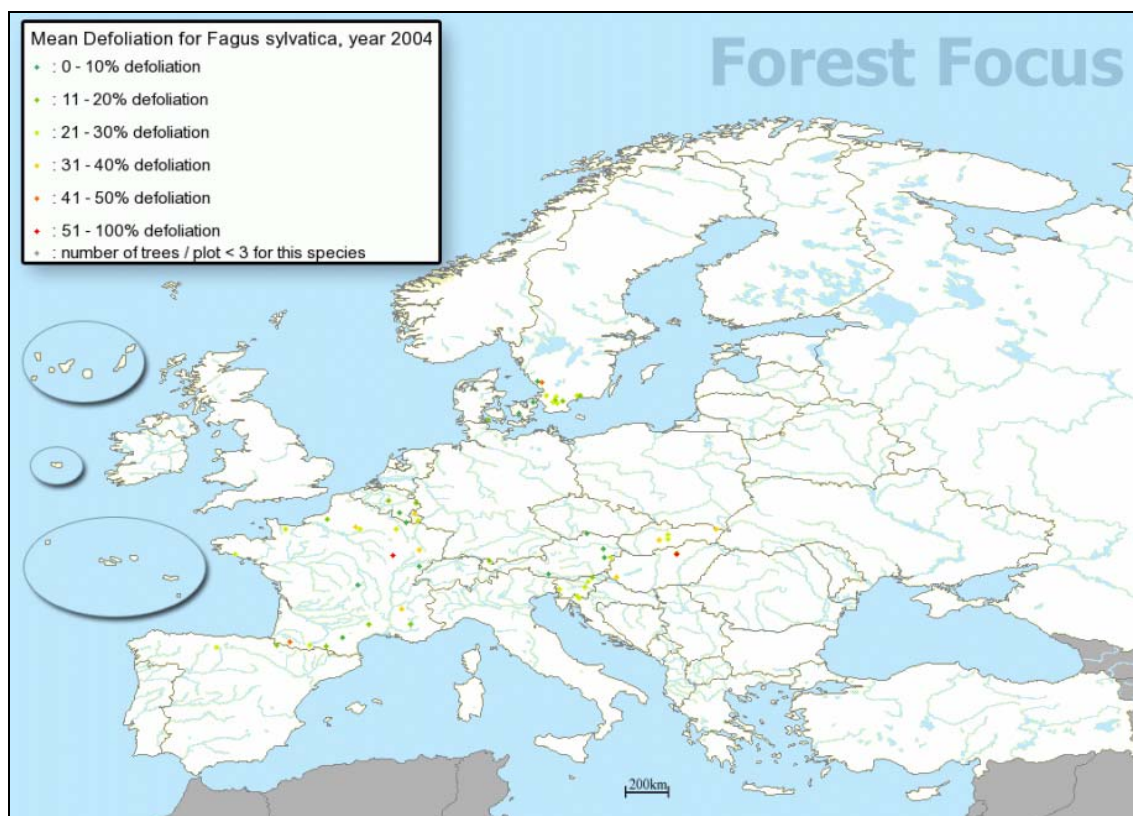 Mean Defoliation for Fagus sylvatica, year 2004
: 0 - 10% defoliation
: 11 - 20% defoliation
: 21 - 30% defoliation
: 31 - 40% defoliation
: 41 - 50% defoliation
: 51 - 100% defoliation
: number of trees / plot < 3 for this species
Forest Focus
200km